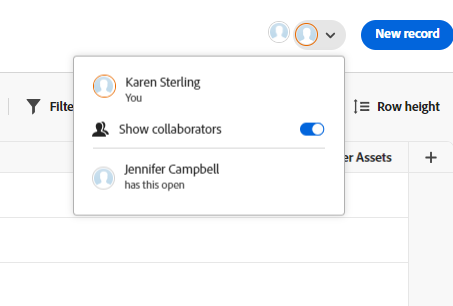 New record
Karen Sterling
You
Filte
Show collaborators
Row height
Jennifer Campbell
has this open
er Assets
+